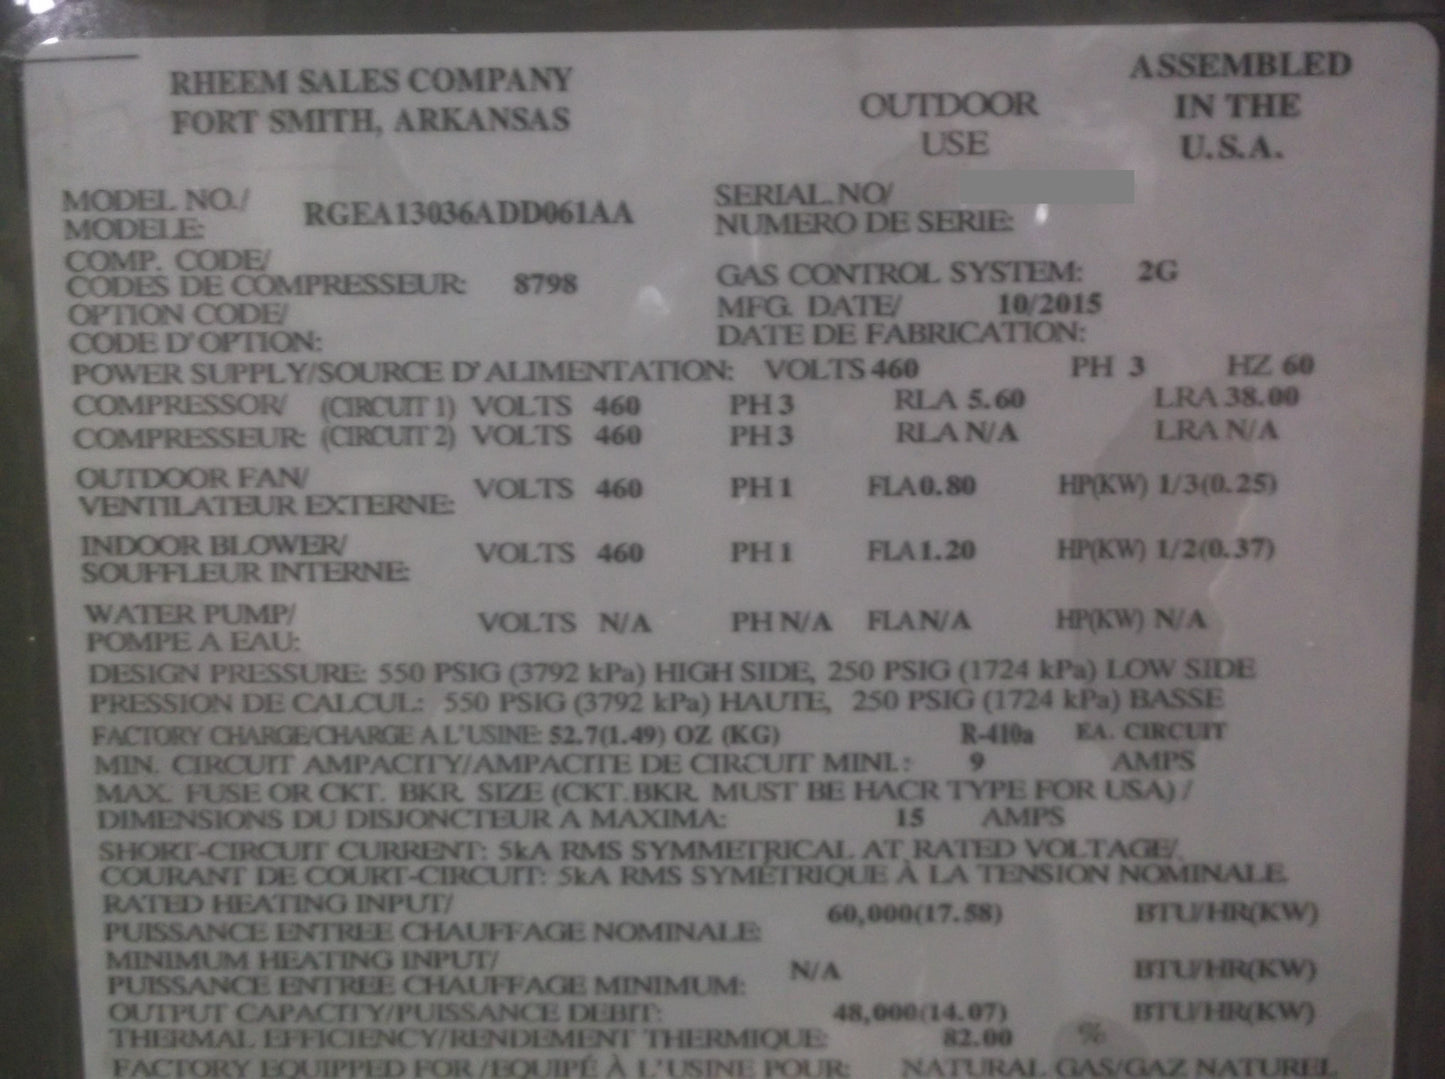 RHEEM SALES COMPANY
FORT SMITH, ARKANSAS
OUTDOOR
USE
ASSEMBLED
IN THE
U.S.A.
MODEL NO./
MODELE: RGEA13036ADD061AA
SERIAL.NO/
NUMERO DE SERIE:
COMP. CODE/
CODES DE COMPRESSEUR: 8798
GAS CONTROL SYSTEM: 2G
OPTION CODE/
CODE D'OPTION:
MFG. DATE/ 10/2015
DATE DE FABRICATION:
POWER SUPPLY/SOURCE D'ALIMENTATION: VOLTS 460 PH 3 HZ 60
COMPRESSOR/ (CIRCUIT 1) VOLTS 460 PH 3 RLA 5.60 LRA 38.00
COMPRESSEUR: (CIRCUIT 2) VOLTS 460 PH 3 RLA N/A LRA N/A
OUTDOOR FAN/
VENTILATEUR EXTERNE: VOLTS 460 PH 1 FLA 0.80 HP(KW) 1/3(0.25)
INDOOR BLOWER/
SOUFFLEUR INTERNE: VOLTS 460 PH 1 FLA 1.20 HP(KW) 1/2(0.37)
WATER PUMP/
POMPE A EAU: VOLTS N/A PH N/A FLA N/A HP(KW) N/A
DESIGN PRESSURE: 550 PSIG (3792 kPa) HIGH SIDE, 250 PSIG (1724 kPa) LOW SIDE
PRESSION DE CALCUL: 550 PSIG (3792 kPa) HAUTE, 250 PSIG (1724 kPa) BASSE
FACTORY CHARGE/CHARGE A L'USINE: 52.7(1.49) OZ (KG) R-410a EA. CIRCUIT
MIN. CIRCUIT AMPACITY/AMPACITE DE CIRCUIT MINI.: 9 AMPS
MAX. FUSE OR CKT. BKR. SIZE (CKT.BKR. MUST BE HACR TYPE FOR USA) /
DIMENSIONS DU DISJONCTEUR A MAXIMA: 15 AMPS
SHORT-CIRCUIT CURRENT: 5kA RMS SYMMETRICAL AT RATED VOLTAGE/
COURANT DE COURT-CIRCUIT: 5kA RMS SYMÉTRIQUE À LA TENSION NOMINALE.
RATED HEATING INPUT/
PUISSANCE ENTREE CHAUFFAGE NOMINALE: 60,000(17.58) BTU/HR(KW)
MINIMUM HEATING INPUT/
PUISSANCE ENTREE CHAUFFAGE MINIMUM: N/A BTU/HR(KW)
OUTPUT CAPACITY/PUISSANCE DEBIT: 48,000(14.07) BTU/HR(KW)
THERMAL EFFICIENCY/RENDEMENT THERMIQUE: 82.00 %
FACTORY EQUIPPED FOR /EQUIPÉ À L'USINE POUR: NATURAL GAS/GAZ NATUREL